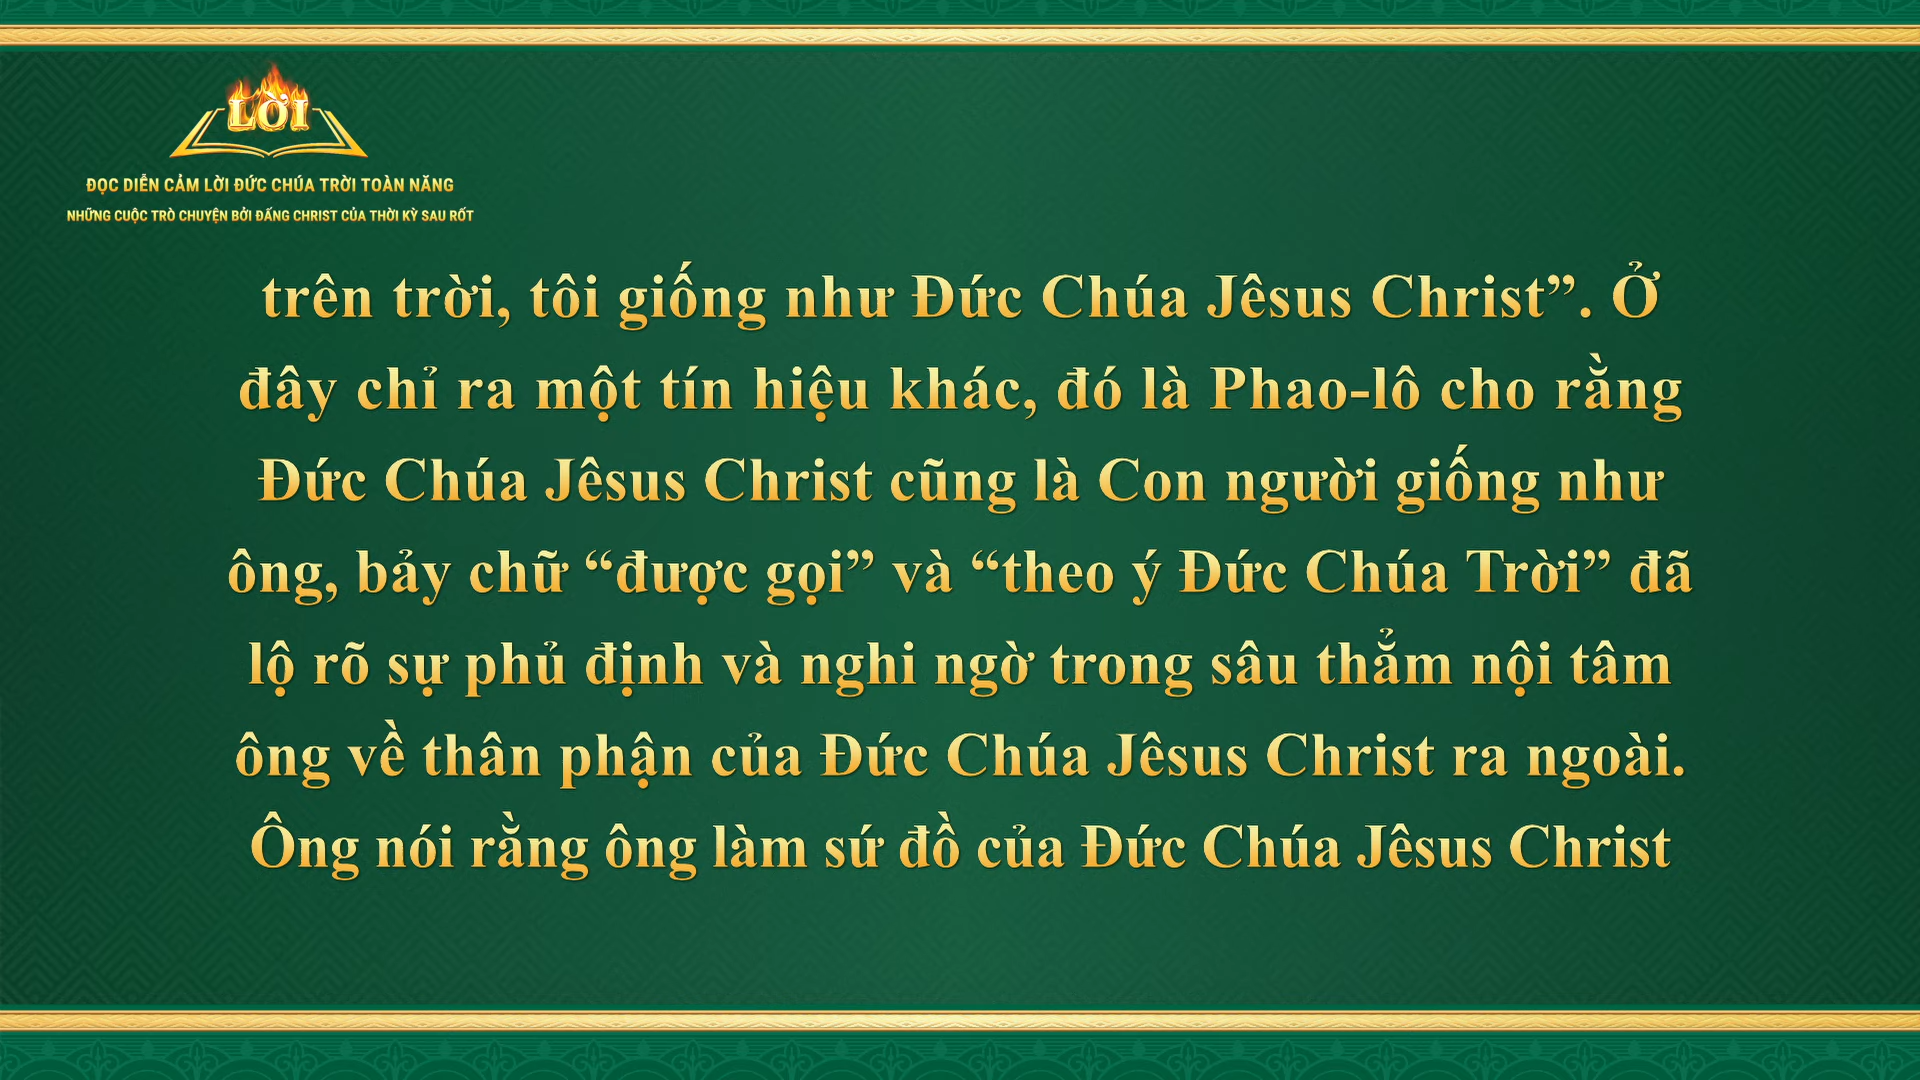 LỜI
ĐỌC DIỄN CẢM LỜI ĐỨC CHÚA TRỜI TOÀN NĂNG
NHỮNG CUỘC TRÒ CHUYỆN BỞI ĐẤNG CHRIST CỦA THỜI KỲ SAU RỐT
trên trời, tôi giống như Đức Chúa Jêsus Christ”. Ở
đây chỉ ra một tín hiệu khác, đó là Phao-lô cho rằng
Đức Chúa Jêsus Christ cũng là Con người giống như
ông, bảy chữ “được gọi” và “theo ý Đức Chúa Trời” đã
lộ rõ sự phủ định và nghi ngờ trong sâu thẳm nội tâm
ông về thân phận của Đức Chúa Jêsus Christ ra ngoài.
Ông nói rằng ông làm sứ đồ của Đức Chúa Jêsus Christ